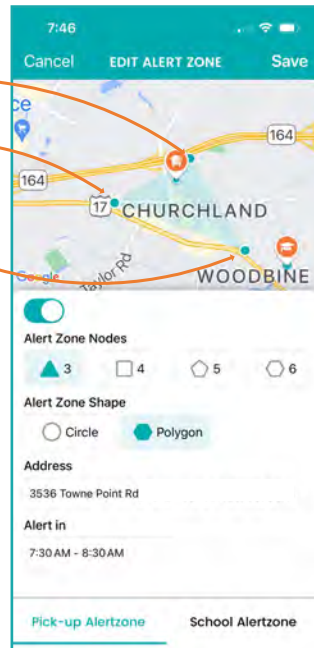 7:46
Cancel EDIT ALERT ZONE Save
ce
164
164
17 CHURCHLAND
Taylor Rd
Google
WOODBINE
Alert Zone Nodes
3 4 5 6
Alert Zone Shape
Circle Polygon
Address
3536 Towne Point Rd
Alert in
7:30 AM - 8:30 AM
Pick-up Alertzone School Alertzone